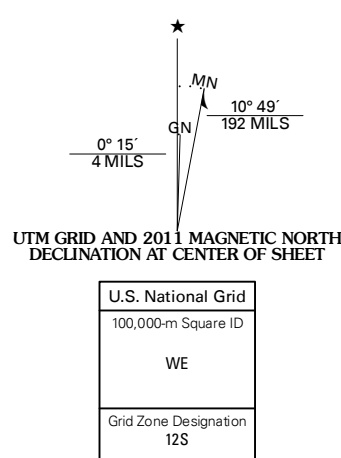 ★
MN
GN
10° 49´
192 MILS
0° 15´
4 MILS
UTM GRID AND 2011 MAGNETIC NORTH
DECLINATION AT CENTER OF SHEET
U.S. National Grid
100,000-m Square ID
WE
Grid Zone Designation
12S